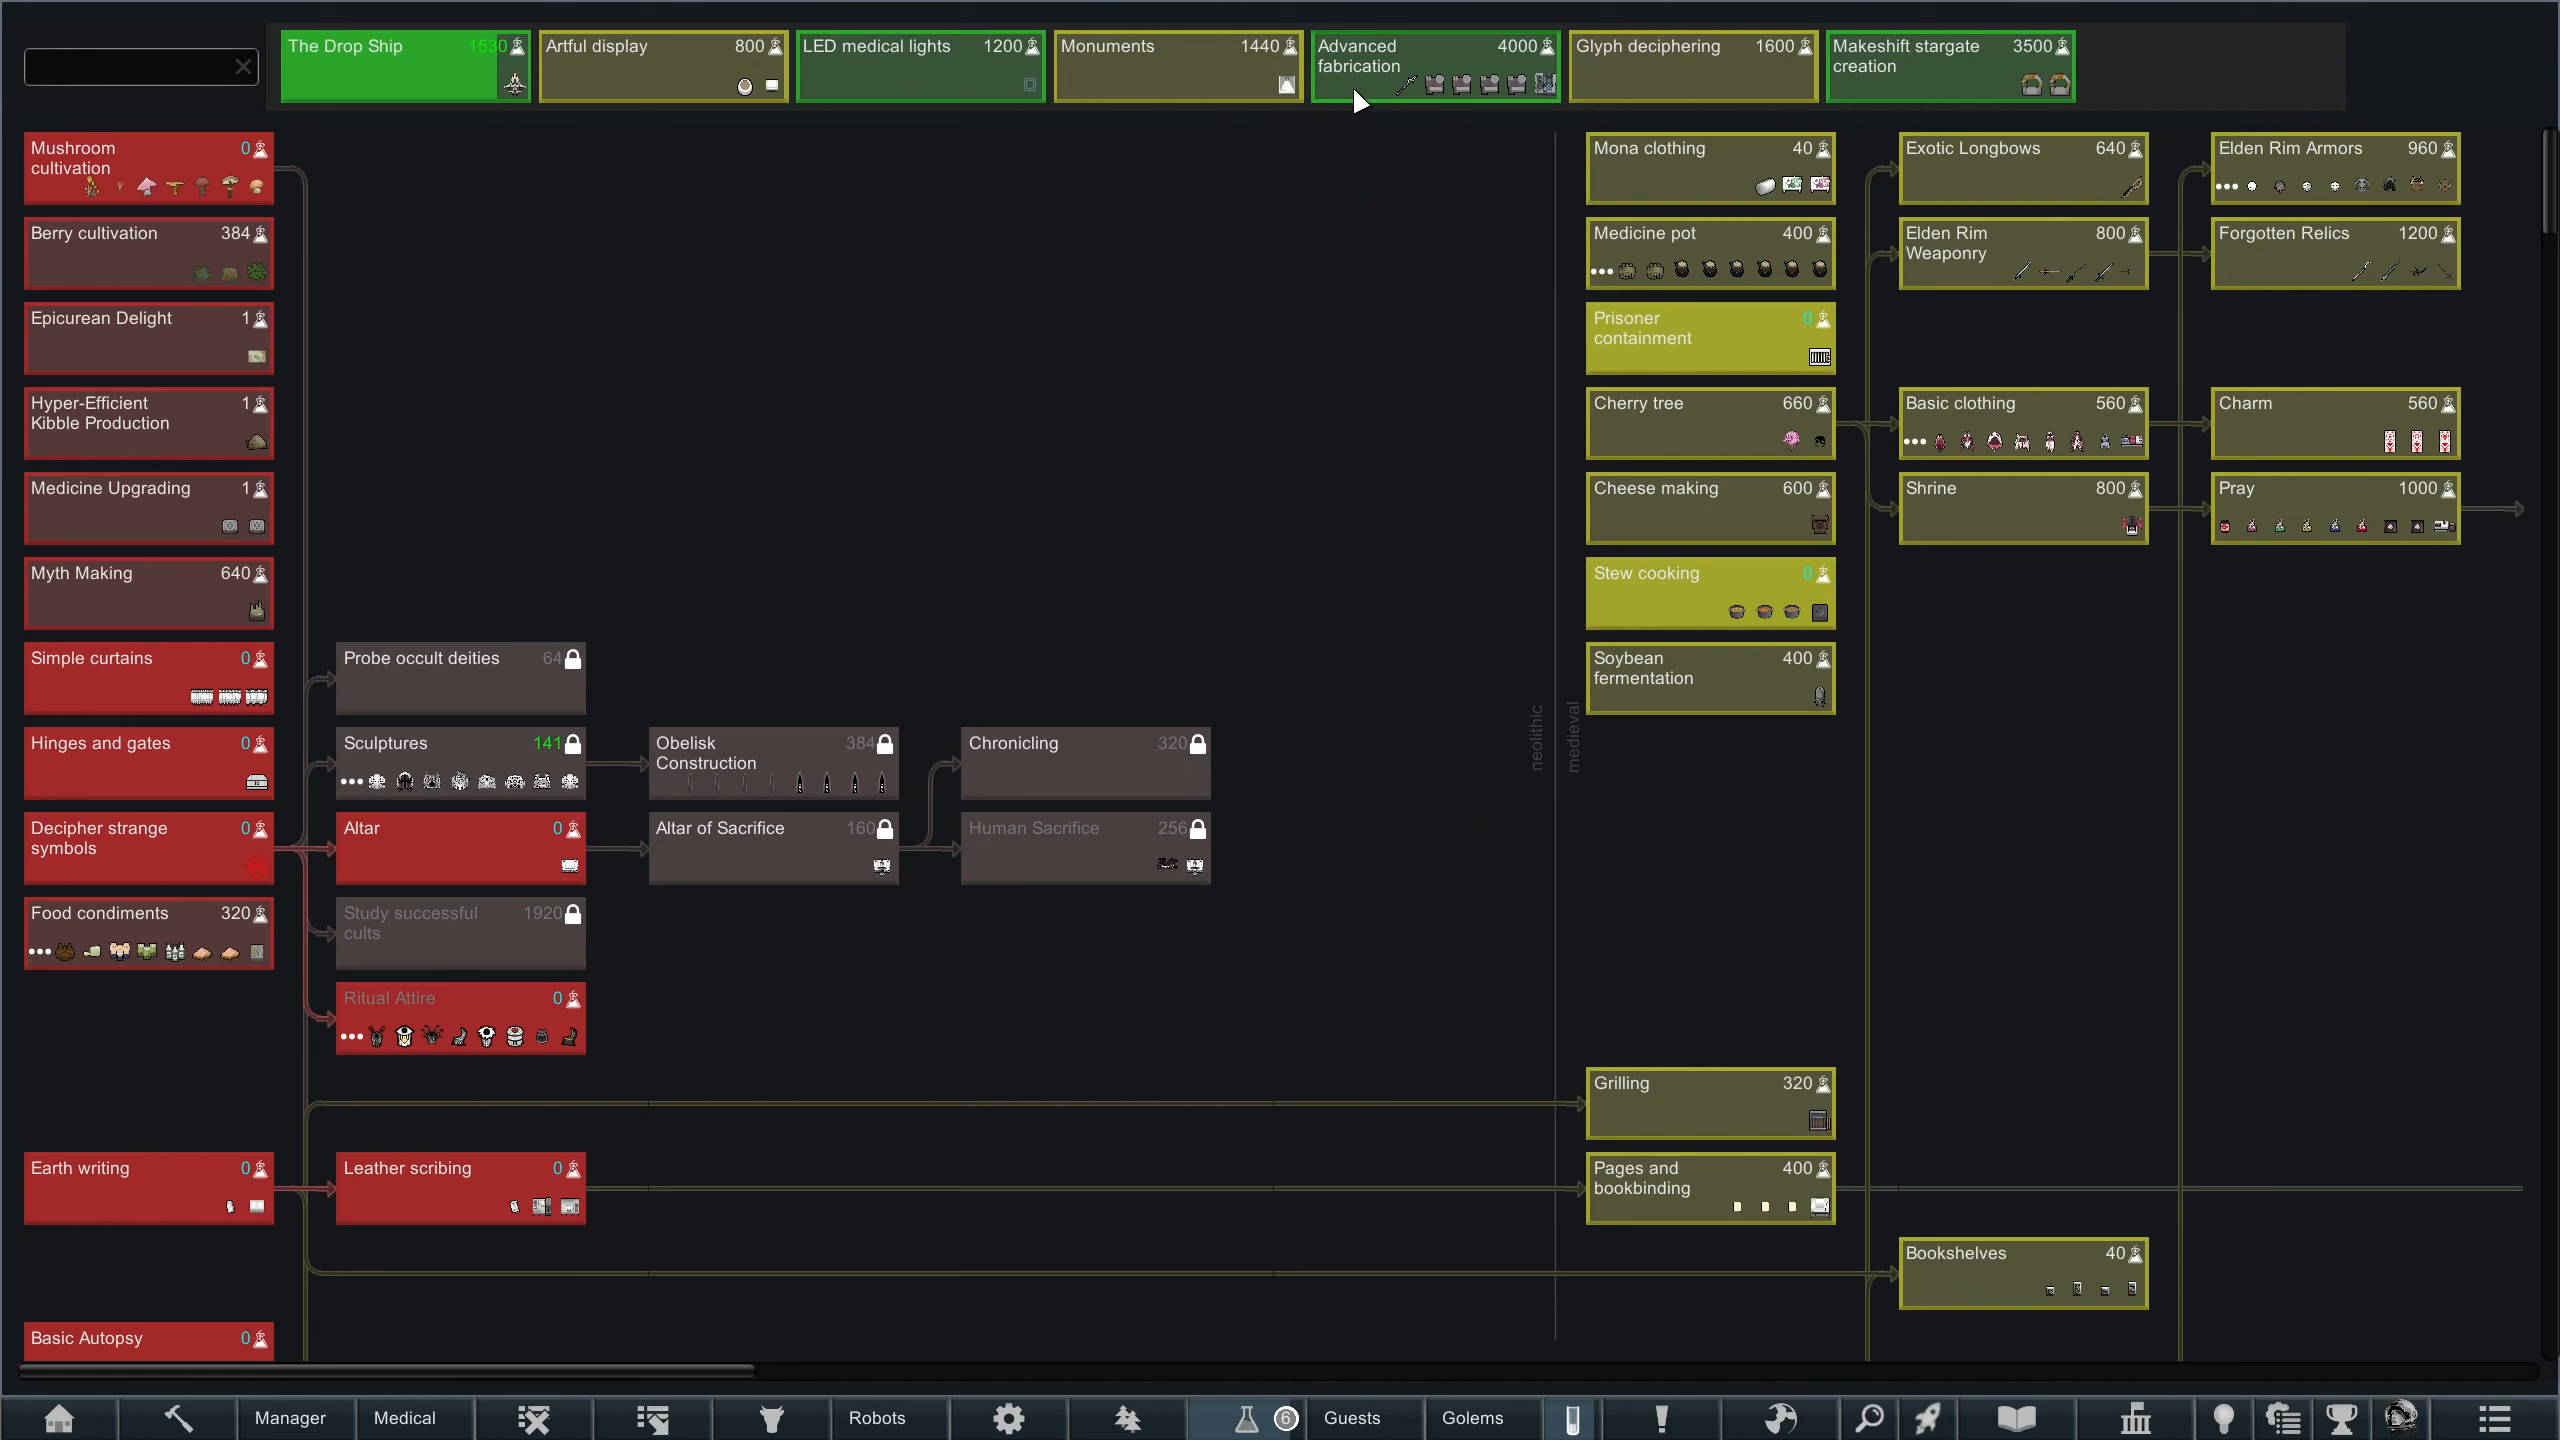 The Drop Ship 1530
Artful display 800
LED medical lights 1200
Monuments 1440
Advanced 4000
fabrication
Glyph deciphering 1600
Makeshift stargate 3500
creation
Mushroom 0
cultivation
Berry cultivation 384
Epicurean Delight 1
Hyper-Efficient 1
Kibble Production
Medicine Upgrading 1
Myth Making 640
Simple curtains 0
Hinges and gates 0
Decipher strange 0
symbols
Food condiments 320
Earth writing 0
Basic Autopsy 0
Probe occult deities 64
Sculptures 141
Altar 0
Study successful 1920
cults
Ritual Attire 0
Leather scribing 0
Obelisk 384
Construction
Altar of Sacrifice 160
Chronicling 320
Human Sacrifice 256
neolithic
medieval
Mona clothing 40
Medicine pot 400
Prisoner 0
containment
Cherry tree 660
Cheese making 600
Stew cooking 0
Soybean 400
fermentation
Grilling 320
Pages and 400
bookbinding
Exotic Longbows 640
Elden Rim 800
Weaponry
Basic clothing 560
Shrine 800
Bookshelves 40
Elden Rim Armors 960
Forgotten Relics 1200
Charm 560
Pray 1000
Manager
Medical
Robots
6
Guests
Golems